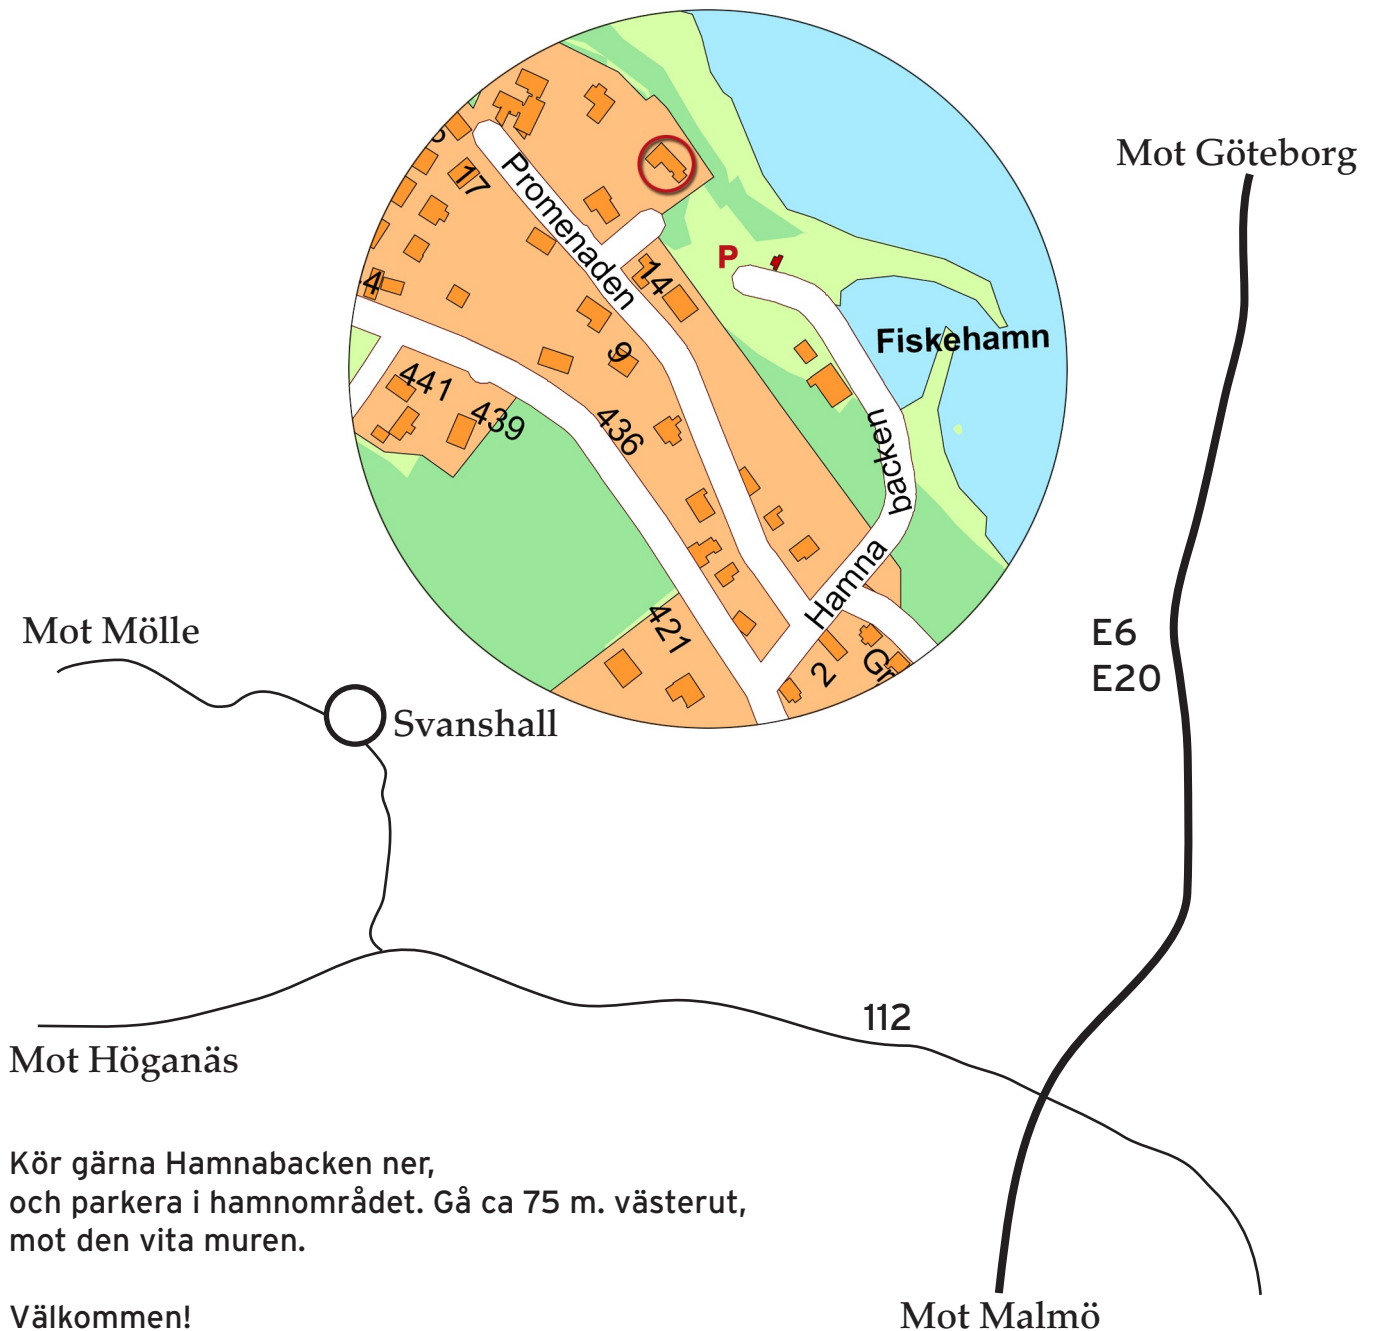 Mot Göteborg
17
Promenaden
P
14
4
Fiskehamn
9
441
439
436
backen
Hamna
421
2
Gr
E6
E20
Mot Mölle
Svanshall
112
Mot Höganäs
Kör gärna Hamnabacken ner,
och parkera i hamnområdet. Gå ca 75 m. västerut,
mot den vita muren.
Välkommen!
Mot Malmö